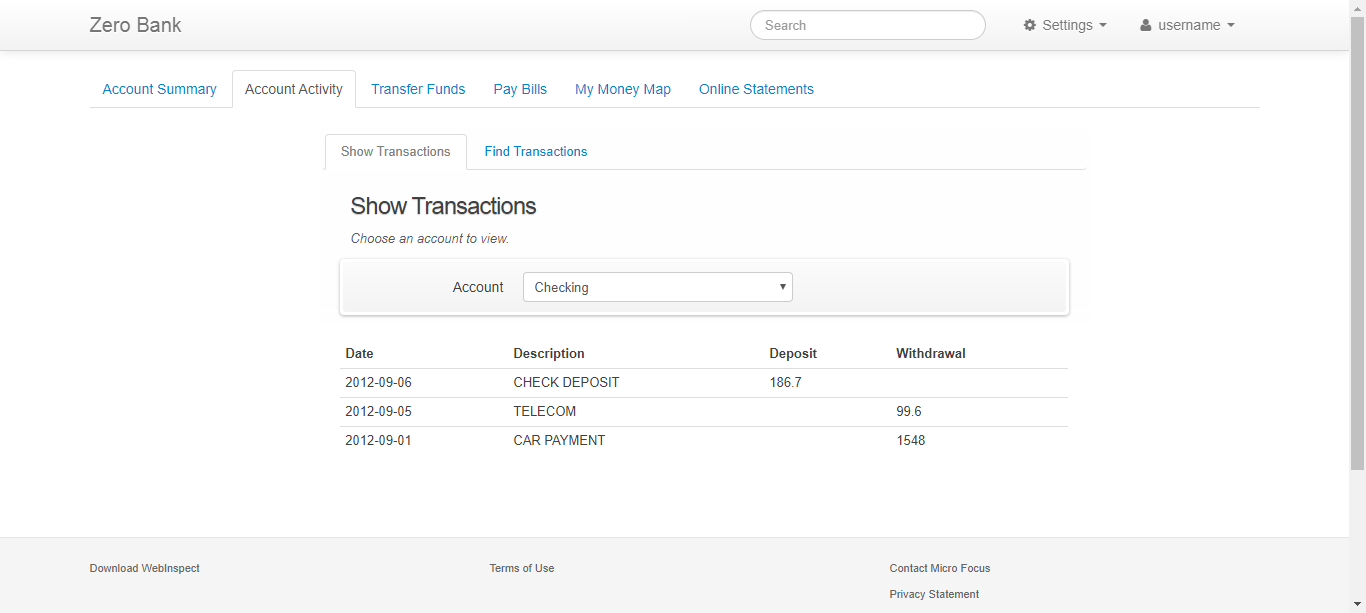 Zero Bank Search Settings username
Account Summary Account Activity Transfer Funds Pay Bills My Money Map Online Statements
Show Transactions Find Transactions
Show Transactions
Choose an account to view.
Account Checking
Date Description Deposit Withdrawal
2012-09-06 CHECK DEPOSIT 186.7
2012-09-05 TELECOM 99.6
2012-09-01 CAR PAYMENT 1548
Download WebInspect Terms of Use Contact Micro Focus
Privacy Statement